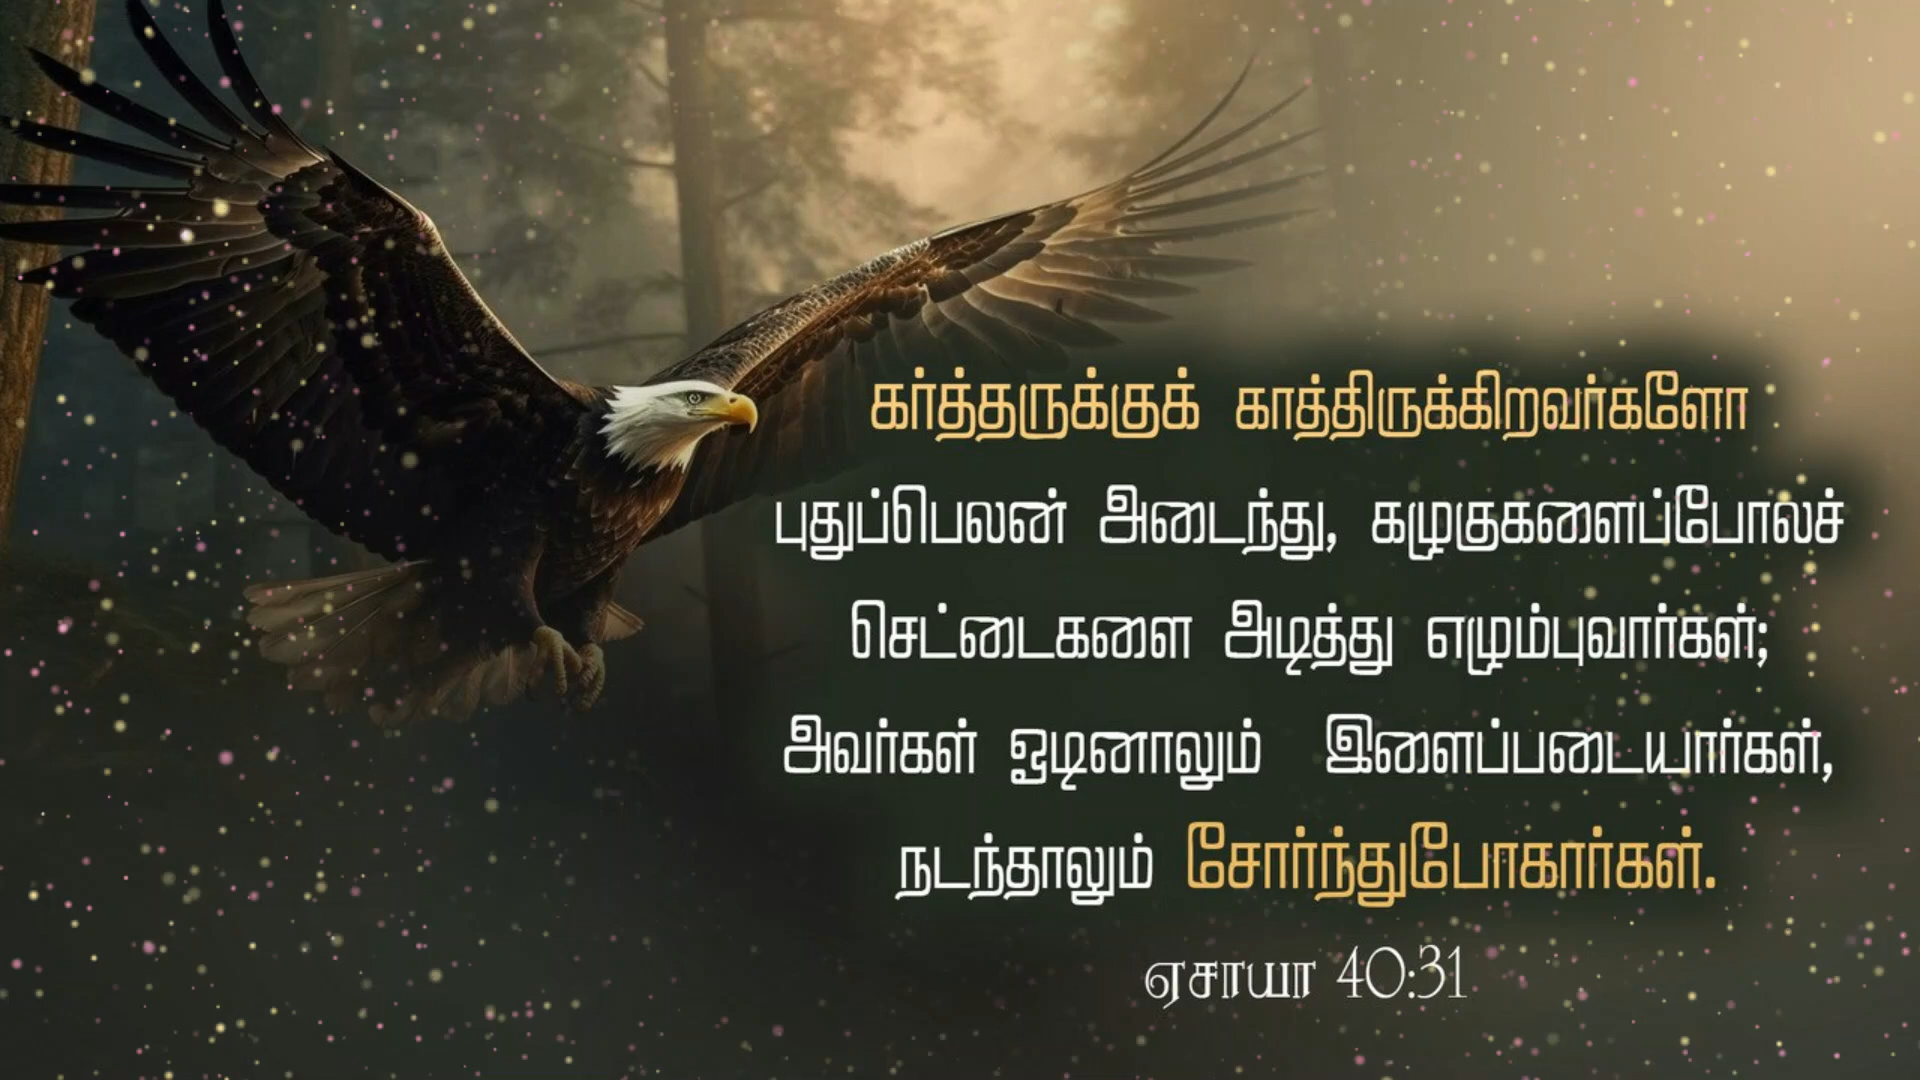 கர்த்தருக்குக் காத்திருக்கிறவர்களோ
புதுப்பெலன் அடைந்து, கழுகுகளைப்போலச்
செட்டைகளை அடித்து எழும்புவார்கள்;
அவர்கள் ஓடினாலும் இளைப்படையார்கள்,
நடந்தாலும் சோர்ந்துபோகார்கள்.
ஏசாயா 40:31